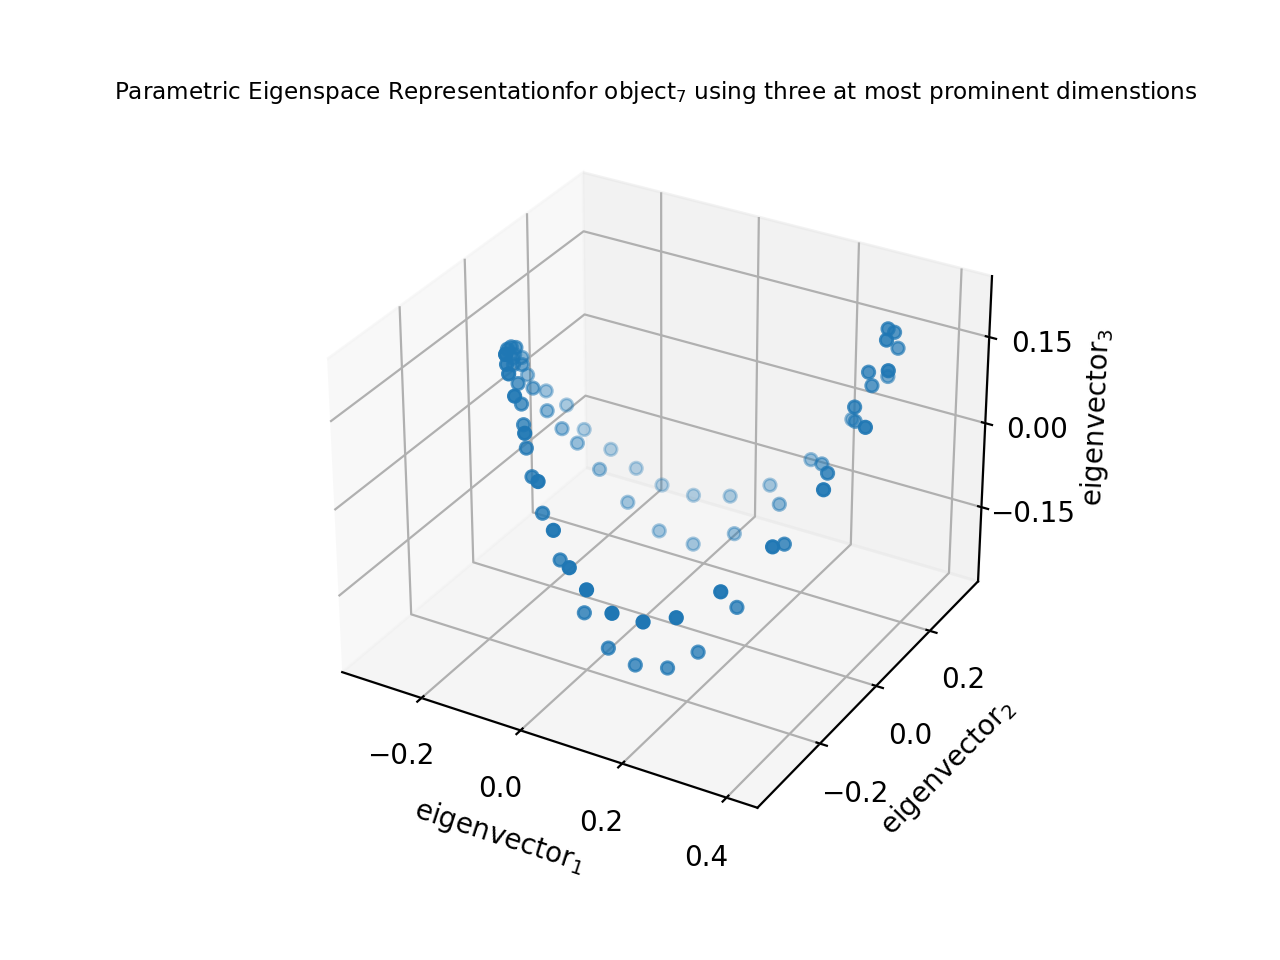 Parametric Eigenspace Representationfor object₇ using three at most prominent dimenstions
0.15
0.00
−0.15
eigenvector₃
0.2
0.0
−0.2
eigenvector₂
−0.2
0.0
0.2
0.4
eigenvector₁